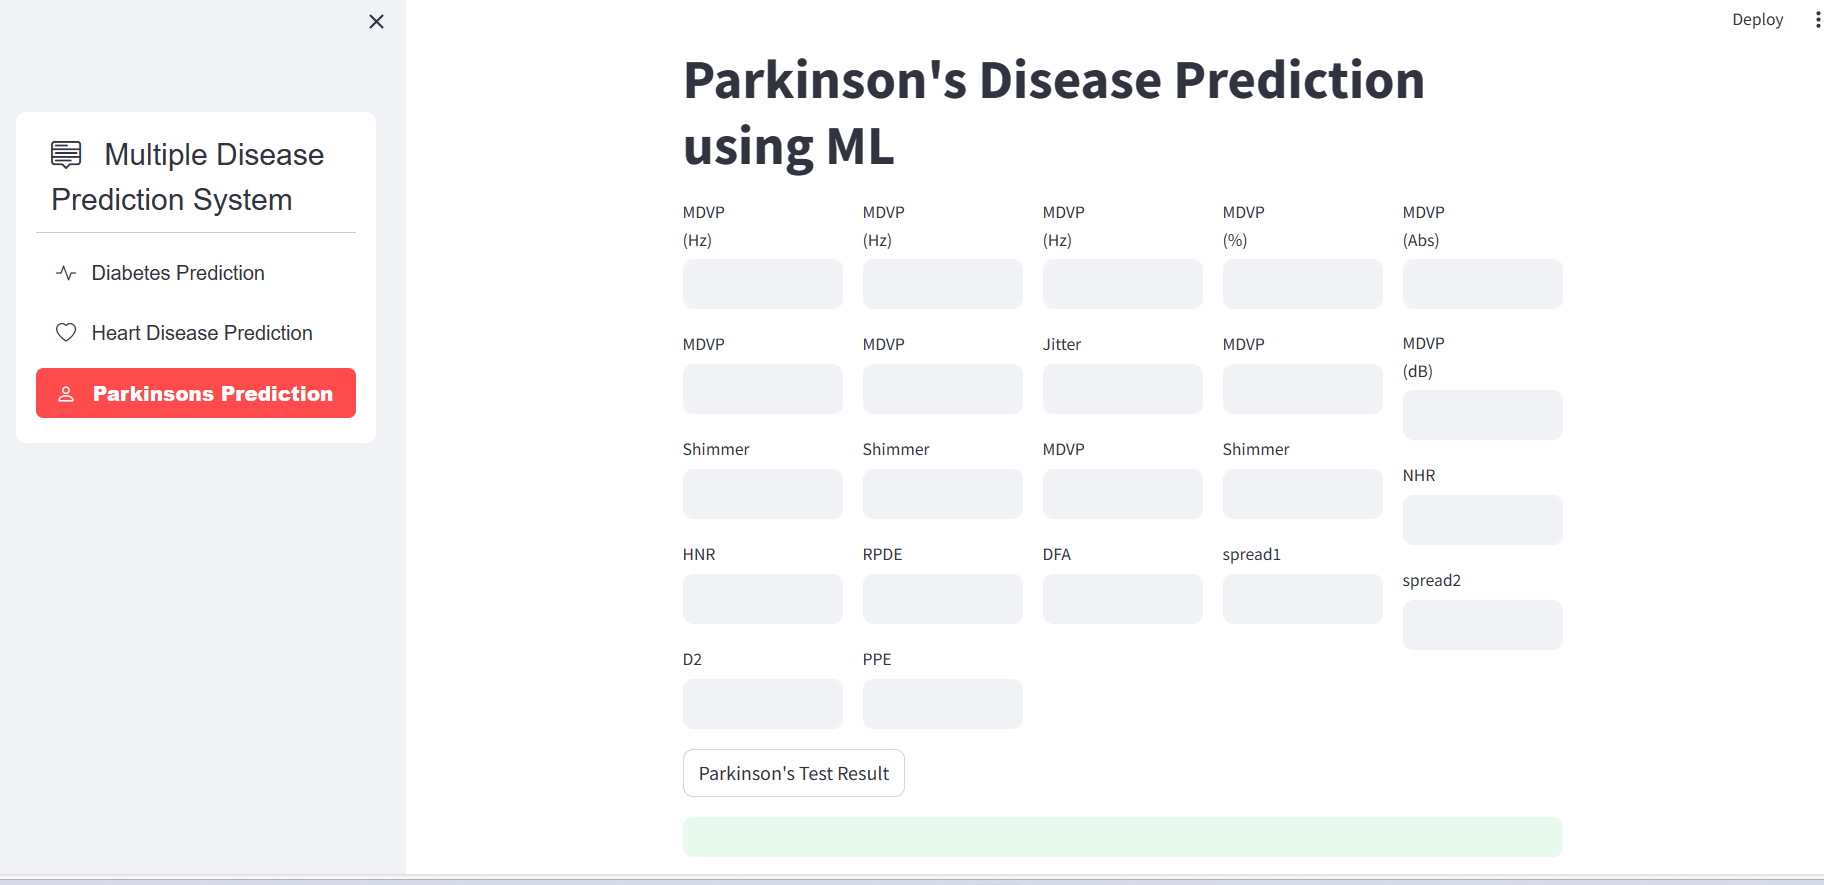 Deploy
Multiple Disease
Prediction System
Diabetes Prediction
Heart Disease Prediction
Parkinsons Prediction
Parkinson's Disease Prediction
using ML
MDVP MDVP MDVP MDVP MDVP
(Hz) (Hz) (Hz) (%) (Abs)
MDVP MDVP Jitter MDVP MDVP
(dB)
Shimmer Shimmer MDVP Shimmer NHR
HNR RPDE DFA spread1 spread2
D2 PPE
Parkinson's Test Result